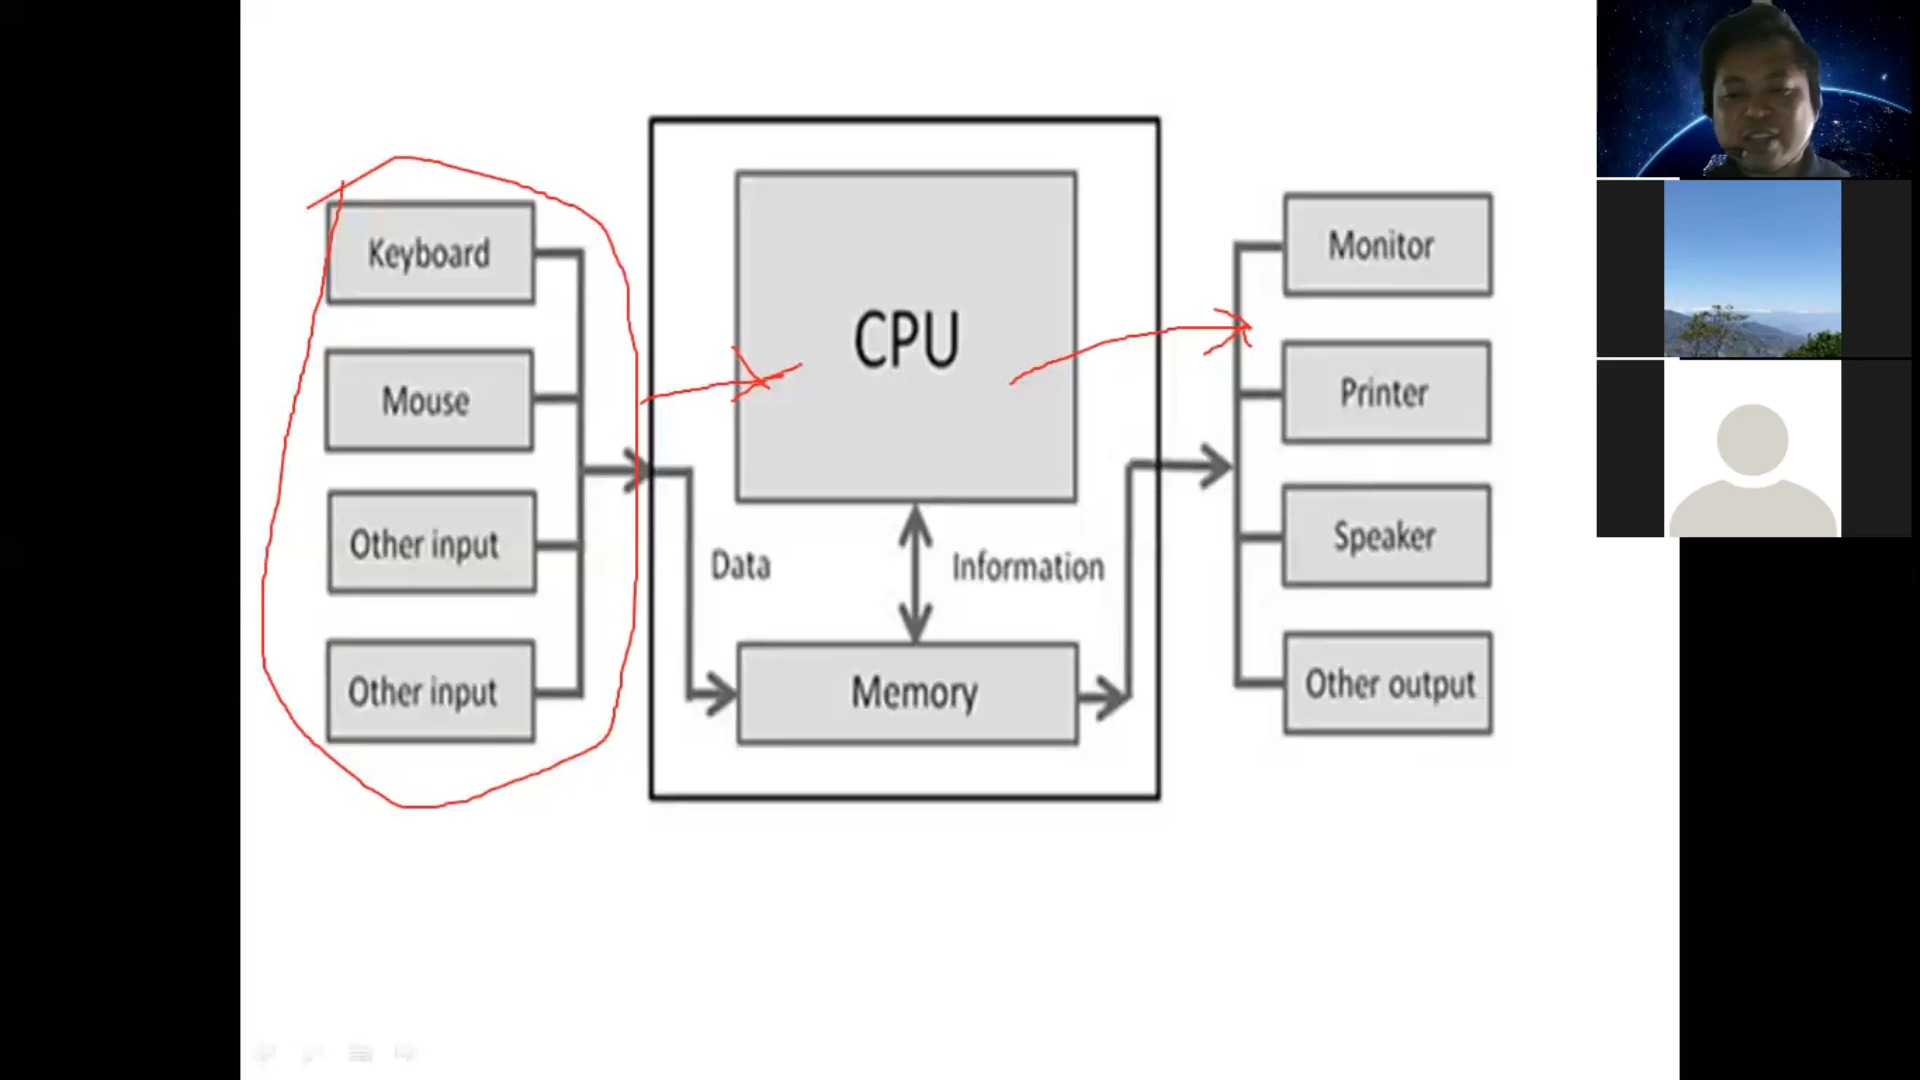 Keyboard
Mouse
Other input
Other input
CPU
Data
Information
Memory
Monitor
Printer
Speaker
Other output